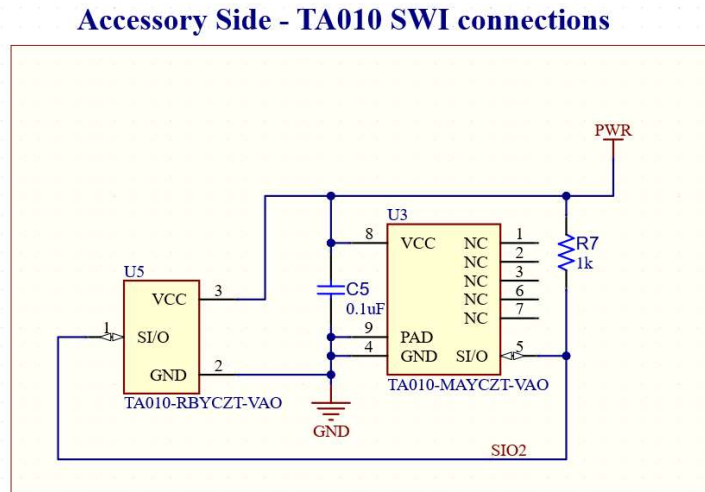 Accessory Side - TA010 SWI connections
PWR
U3
8 VCC NC 1
NC 2
NC 3
NC 6
NC 7
9 PAD
4 GND SI/O 5
TA010-MAYCZT-VAO
R7
1k
C5
0.1uF
U5
VCC 3
1 SI/O
GND 2
TA010-RBYCZT-VAO
GND
SIO2